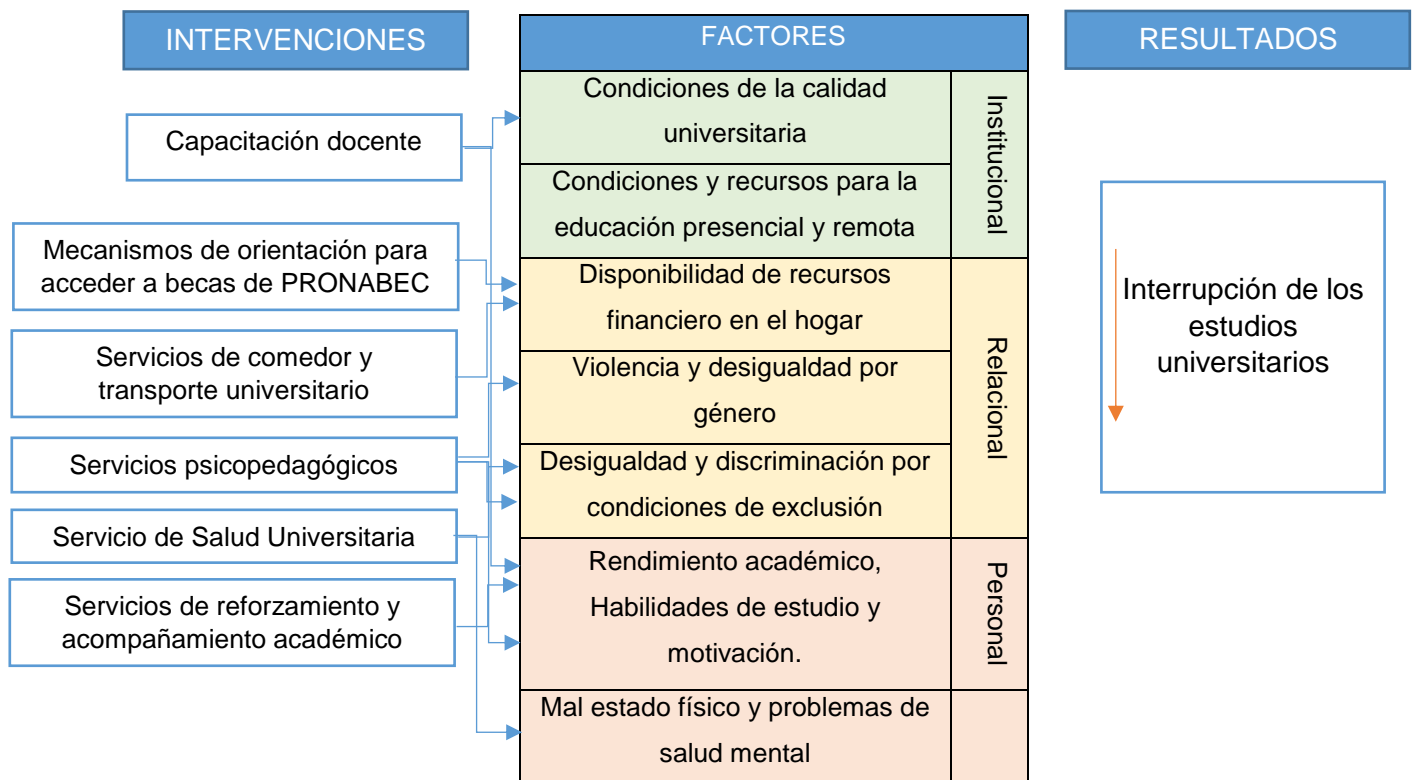 INTERVENCIONES
Capacitación docente
Mecanismos de orientación para
acceder a becas de PRONABEC
Servicios de comedor y
transporte universitario
Servicios psicopedagógicos
Servicio de Salud Universitaria
Servicios de reforzamiento y
acompañamiento académico
FACTORES
Condiciones de la calidad
universitaria
Condiciones y recursos para la
educación presencial y remota
Institucional
Disponibilidad de recursos
financiero en el hogar
Violencia y desigualdad por
género
Desigualdad y discriminación por
condiciones de exclusión
Relacional
Rendimiento académico,
Habilidades de estudio y
motivación.
Personal
Mal estado físico y problemas de
salud mental
RESULTADOS
Interrupción de los
estudios
universitarios